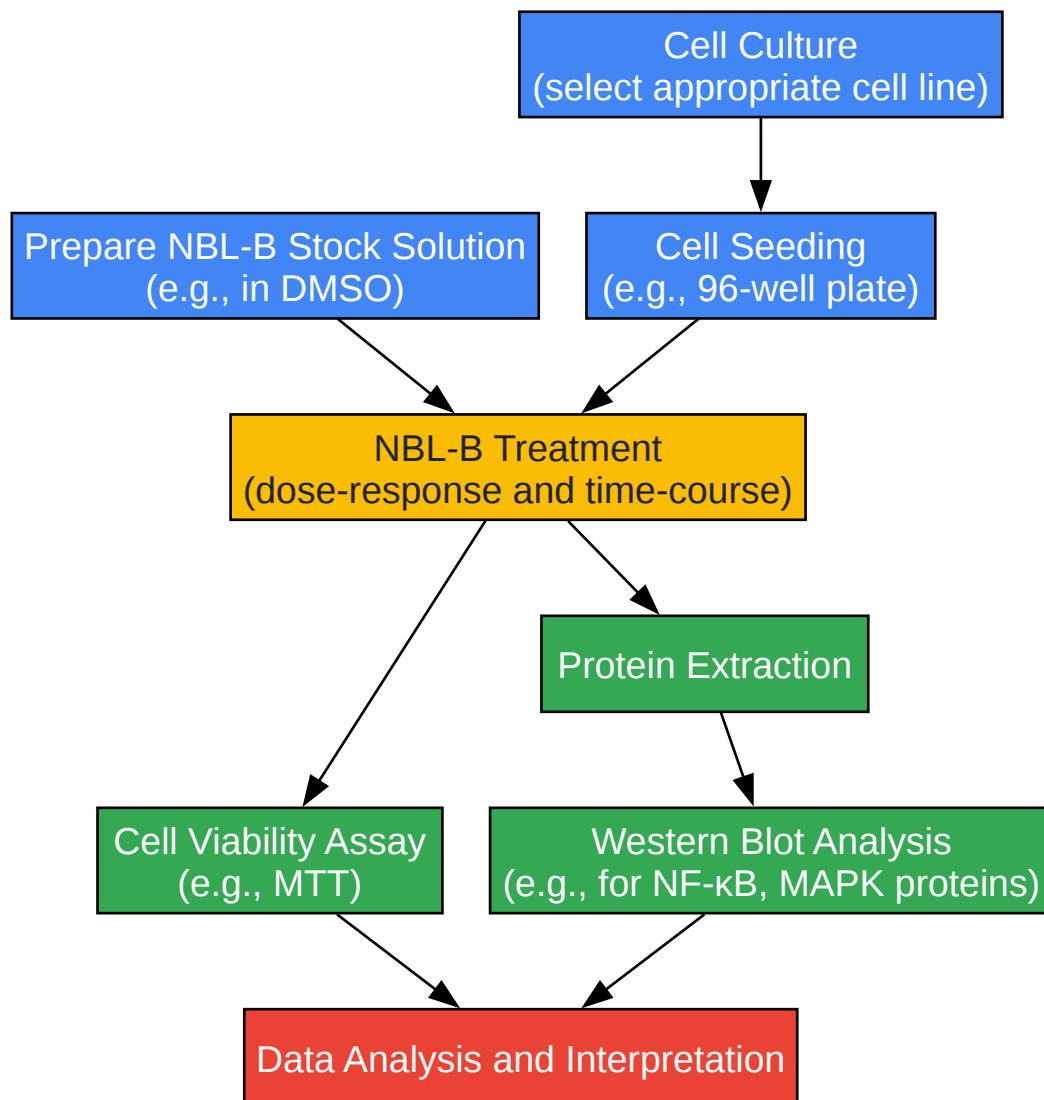 Cell Culture
(select appropriate cell line)
Prepare NBL-B Stock Solution
(e.g., in DMSO)
Cell Seeding
(e.g., 96-well plate)
NBL-B Treatment
(dose-response and time-course)
Protein Extraction
Cell Viability Assay
(e.g., MTT)
Western Blot Analysis
(e.g., for NF-κB, MAPK proteins)
Data Analysis and Interpretation